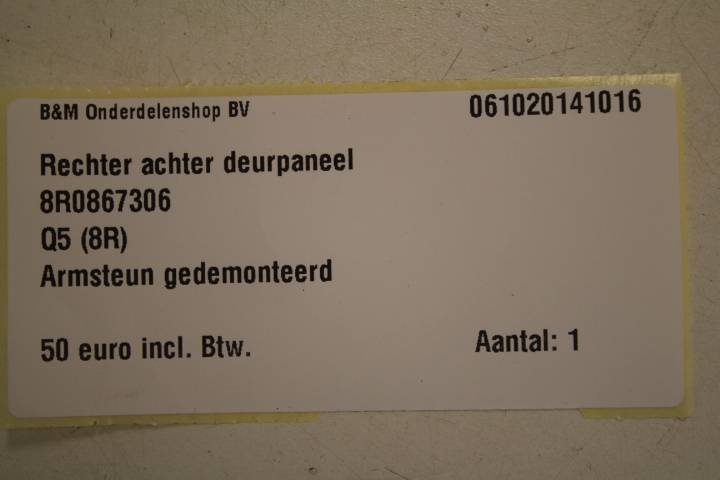 B&M Onderdelenshop BV 061020141016
Rechter achter deurpaneel
8R0867306
Q5 (8R)
Armsteun gedemonteerd
50 euro incl. Btw. Aantal: 1